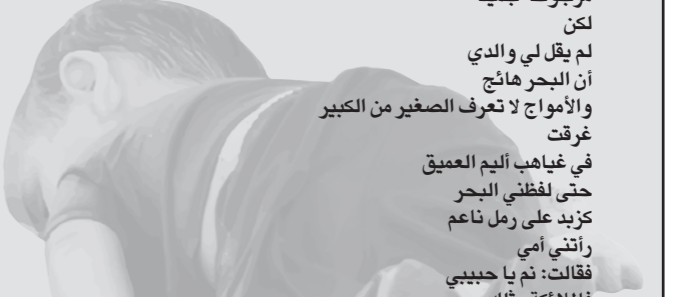 لكن
لم يقل لي والدي
أن البحر هائج
والأمواج لا تعرف الصغير من الكبير
غرقت
في غياهب أليم العميق
حتى لفظني البحر
كزبد على رمل ناعم
رأتني أمي
فقالت: نم يا حبيبي